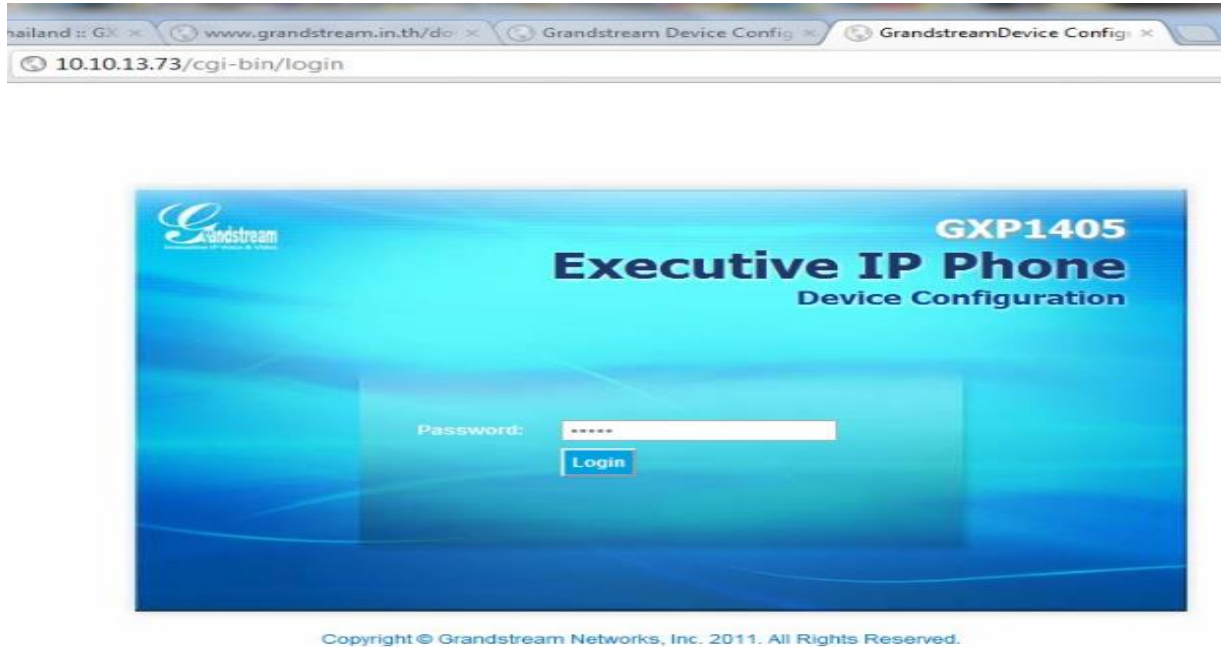 hailand :: GX
www.grandstream.in.th/do
Grandstream Device Config
GrandstreamDevice Config
10.10.13.73/cgi-bin/login
Grandstream
GXP1405
Executive IP Phone
Device Configuration
Password: •••••
Login
Copyright © Grandstream Networks, Inc. 2011. All Rights Reserved.